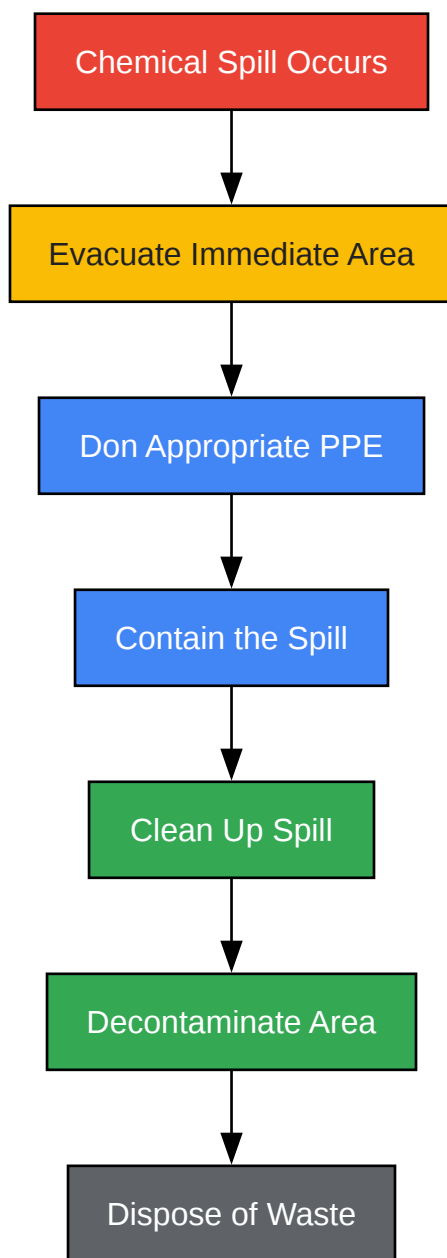 Chemical Spill Occurs
Evacuate Immediate Area
Don Appropriate PPE
Contain the Spill
Clean Up Spill
Decontaminate Area
Dispose of Waste